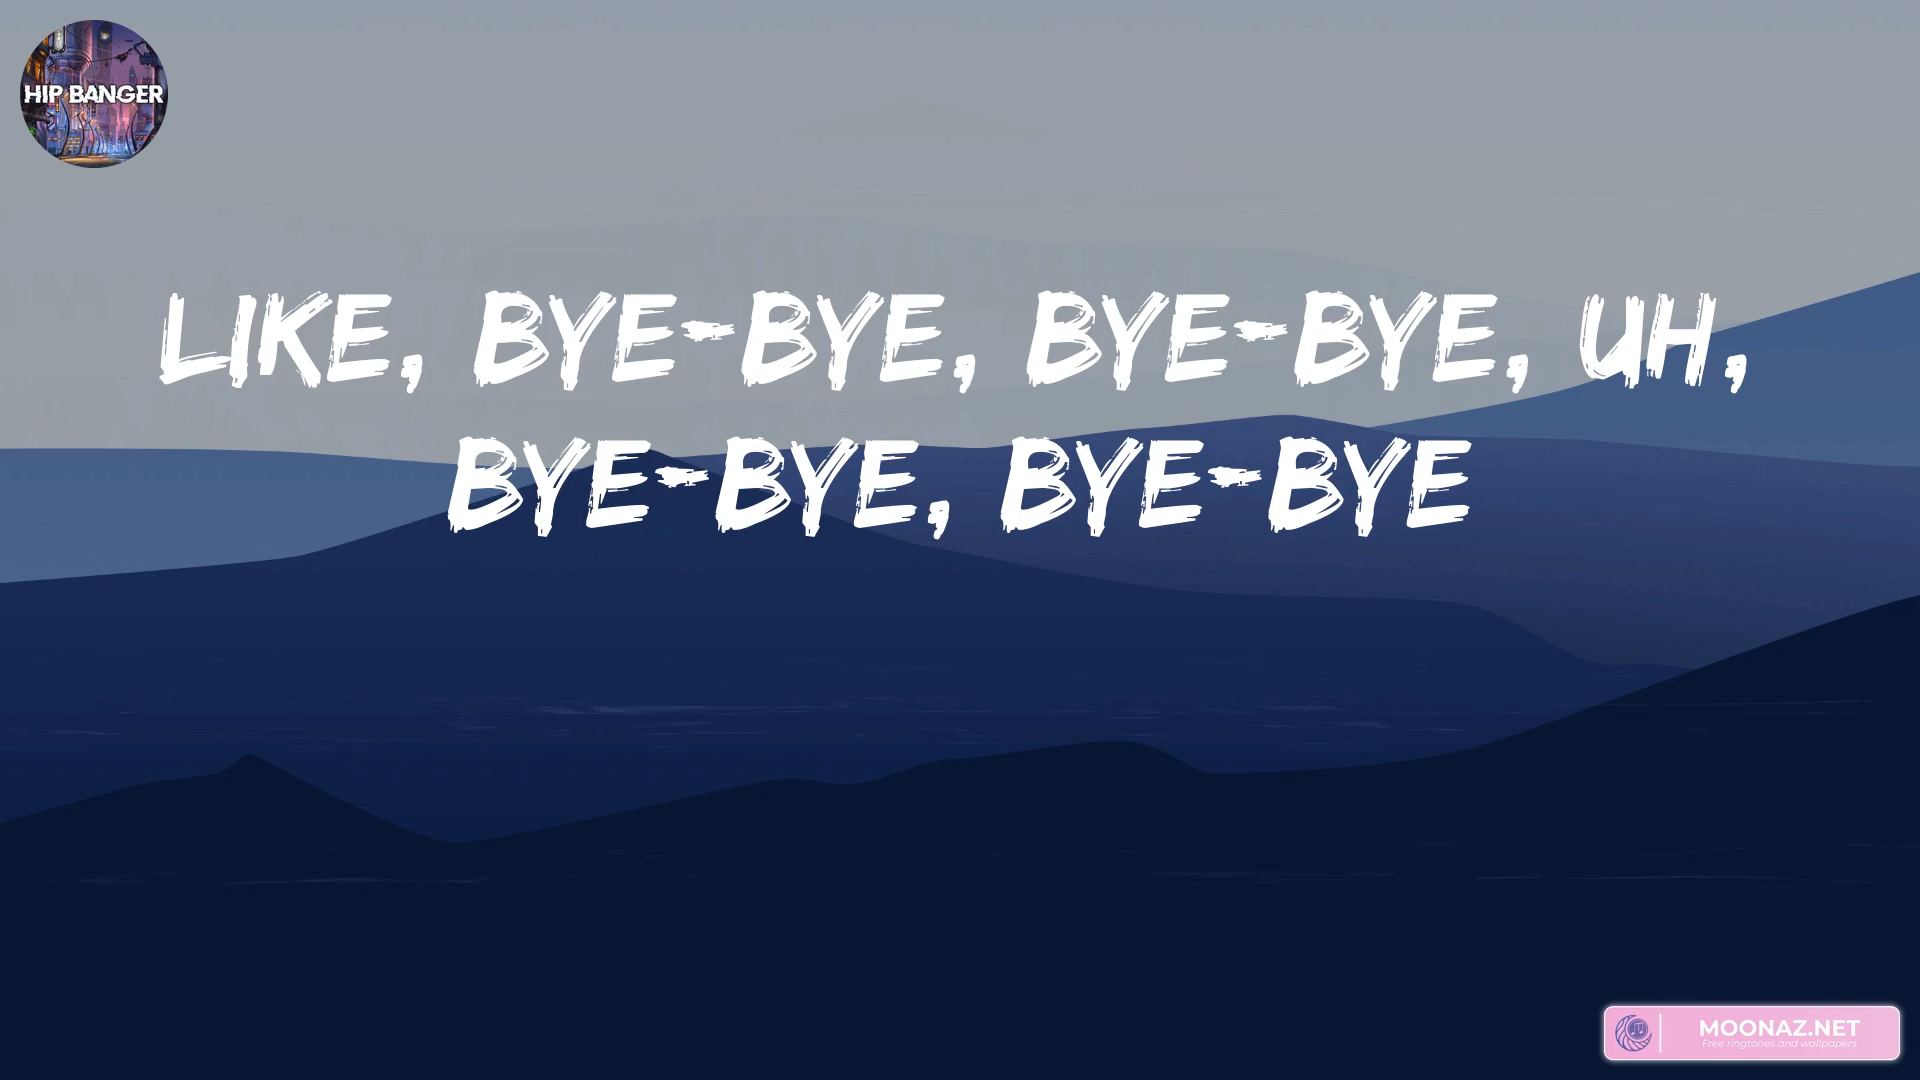 HIP BANGER
LIKE, BYE-BYE, BYE-BYE, UH,
BYE-BYE, BYE-BYE
MOONAZ.NET
Free ringtones and wallpapers